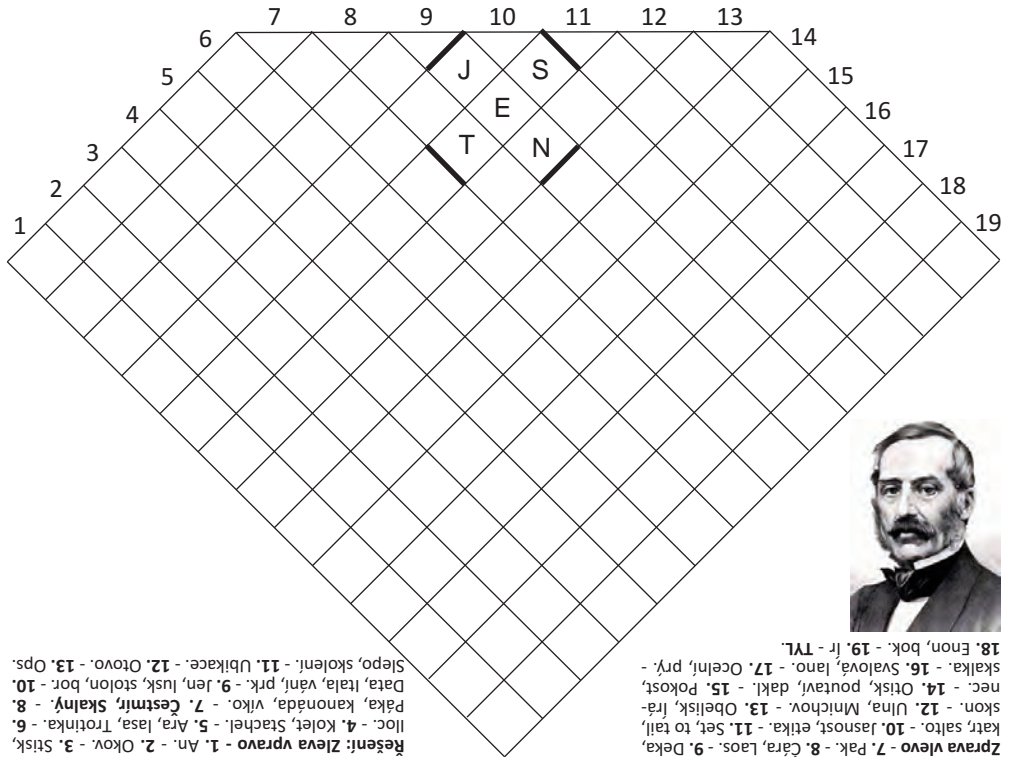 7 8 9 10 11 12 13
6 14
5 15
4 16
3 17
2 18
1 19
J S
E
T N
Řešení: Zleva vpravo - 1. An. - 2. Okov. - 3. Stisk,
Iloc. - 4. Kolet, Stachel. - 5. Ara, lasa, Trotinka. - 6.
Páka, kanonáda, víko. - 7. Čestmír, Skalný. - 8.
Data, Itala, vání, prk. - 9. Jen, lusk, stolon, bor. - 10.
Slepo, školení. - 11. Ubikace. - 12. Otovo. - 13. Ops.
Zprava vlevo - 7. Pak. - 8. Čára, Laos. - 9. Deka,
katr, salto. - 10. Jasnost, etika. - 11. Set, to tail,
skon. - 12. Ulna, Mnichov. - 13. Obelisk, Írá-
nec. - 14. Otisk, poutaví, dakl. - 15. Pokost,
skalka. - 16. Svalová, lano. - 17. Ocelní, prý. -
18. Enon, bok. - 19. Ír - TYL.